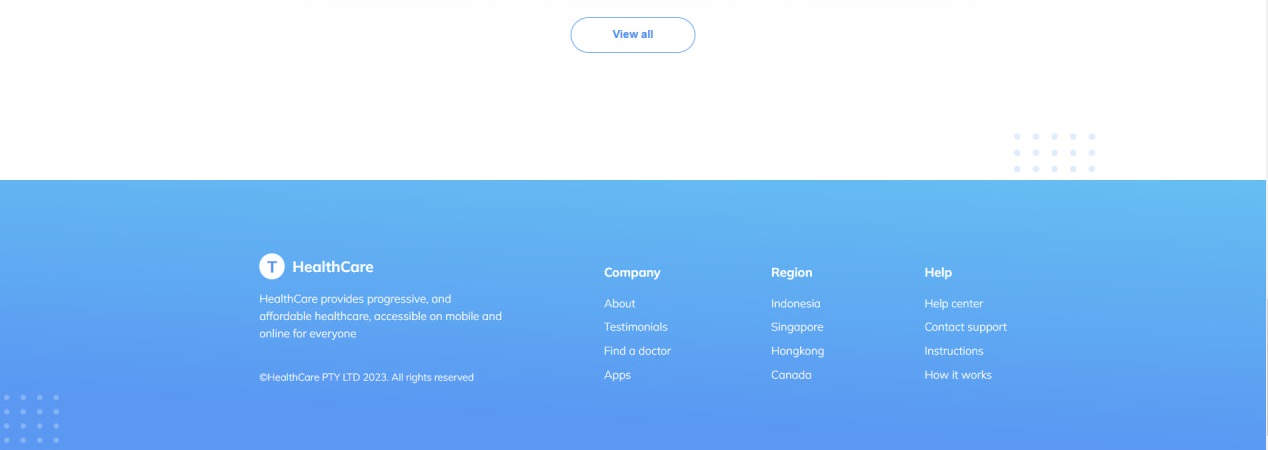 View all
T HealthCare
HealthCare provides progressive, and
affordable healthcare, accessible on mobile and
online for everyone
©HealthCare PTY LTD 2023. All rights reserved
Company
About
Testimonials
Find a doctor
Apps
Region
Indonesia
Singapore
Hongkong
Canada
Help
Help center
Contact support
Instructions
How it works